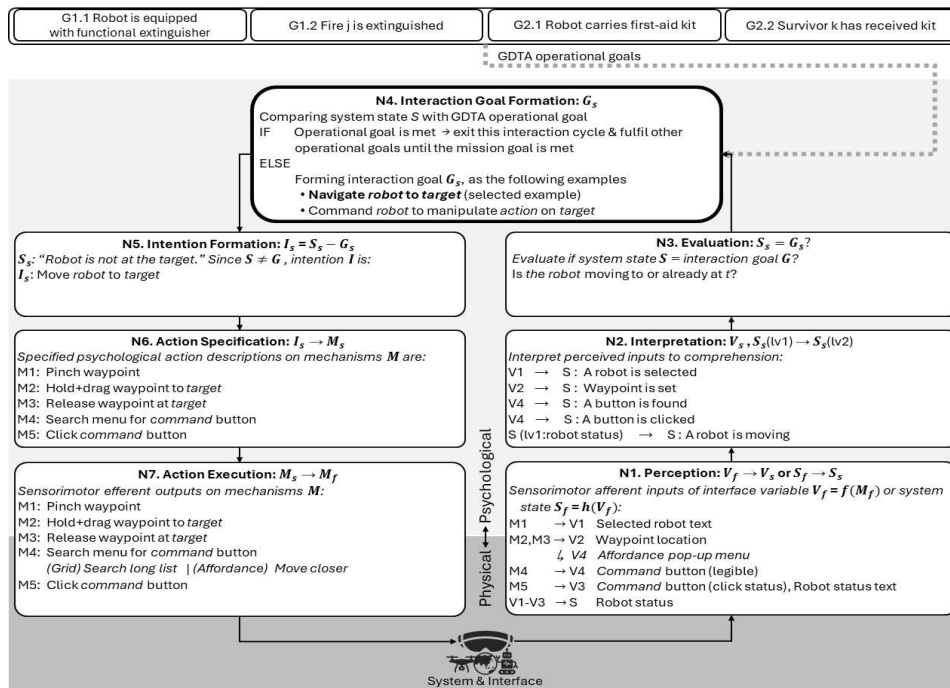 G1.1 Robot is equipped
with functional extinguisher
G1.2 Fire j is extinguished
G2.1 Robot carries first-aid kit
G2.2 Survivor k has received kit
GDTA operational goals
N4. Interaction Goal Formation: Gₛ
Comparing system state S with GDTA operational goal
IF Operational goal is met → exit this interaction cycle & fulfil other
operational goals until the mission goal is met
ELSE
Forming interaction goal Gₛ, as the following examples
• Navigate robot to target (selected example)
• Command robot to manipulate action on target
N5. Intention Formation: Iₛ = Sₛ − Gₛ
Sₛ: “Robot is not at the target.” Since S ≠ G , intention I is:
Iₛ: Move robot to target
N6. Action Specification: Iₛ → Mₛ
Specified psychological action descriptions on mechanisms M are:
M1: Pinch waypoint
M2: Hold+drag waypoint to target
M3: Release waypoint at target
M4: Search menu for command button
M5: Click command button
N7. Action Execution: Mₛ → M_f
Sensorimotor efferent outputs on mechanisms M:
M1: Pinch waypoint
M2: Hold+drag waypoint to target
M3: Release waypoint at target
M4: Search menu for command button
(Grid) Search long list | (Affordance) Move closer
M5: Click command button
N3. Evaluation: Sₛ = Gₛ?
Evaluate if system state S = interaction goal G?
Is the robot moving to or already at t?
N2. Interpretation: Vₛ , Sₛ(lv1) → Sₛ(lv2)
Interpret perceived inputs to comprehension:
V1 → S : A robot is selected
V2 → S : Waypoint is set
V4 → S : A button is found
V4 → S : A button is clicked
S (lv1:robot status) → S : A robot is moving
N1. Perception: V_f → Vₛ or S_f → Sₛ
Sensorimotor afferent inputs of interface variable V_f = f(M_f) or system
state S_f = h(V_f):
M1 → V1 Selected robot text
M2,M3 → V2 Waypoint location
↳ V4 Affordance pop-up menu
M4 → V4 Command button (legible)
M5 → V3 Command button (click status), Robot status text
V1-V3 → S Robot status
Physical ↔ Psychological
System & Interface